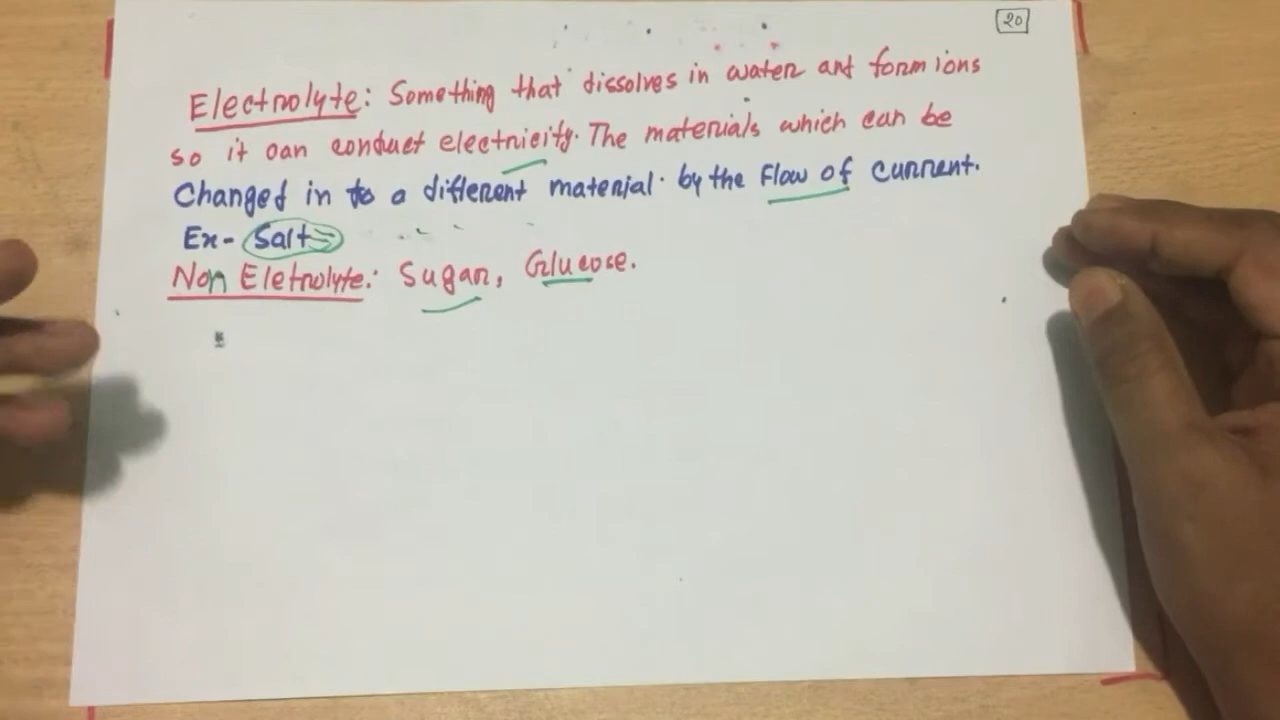 20
Electrolyte: Something that dissolves in water ant form ions
so it can conduct electricity. The materials which can be
Changed in to a different material. by the Flow of current.
Ex- Salt
Non Eletrolyte: Sugar, Glucose.